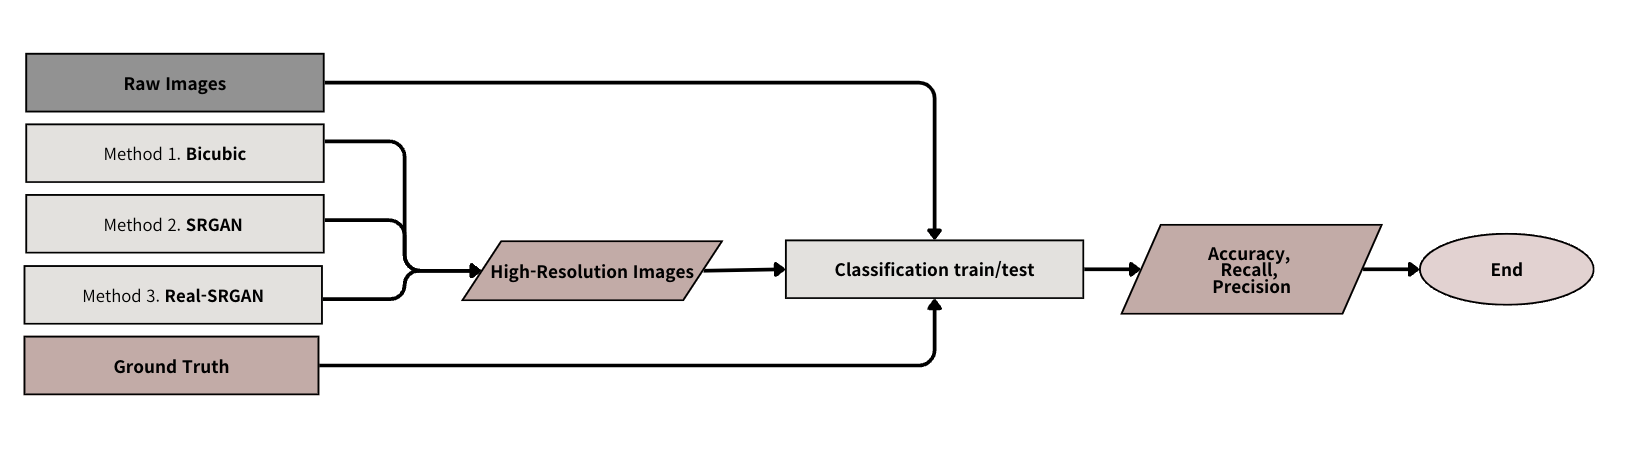 Raw Images
Method 1. Bicubic
Method 2. SRGAN
Method 3. Real-SRGAN
Ground Truth
High-Resolution Images
Classification train/test
Accuracy,
Recall,
Precision
End